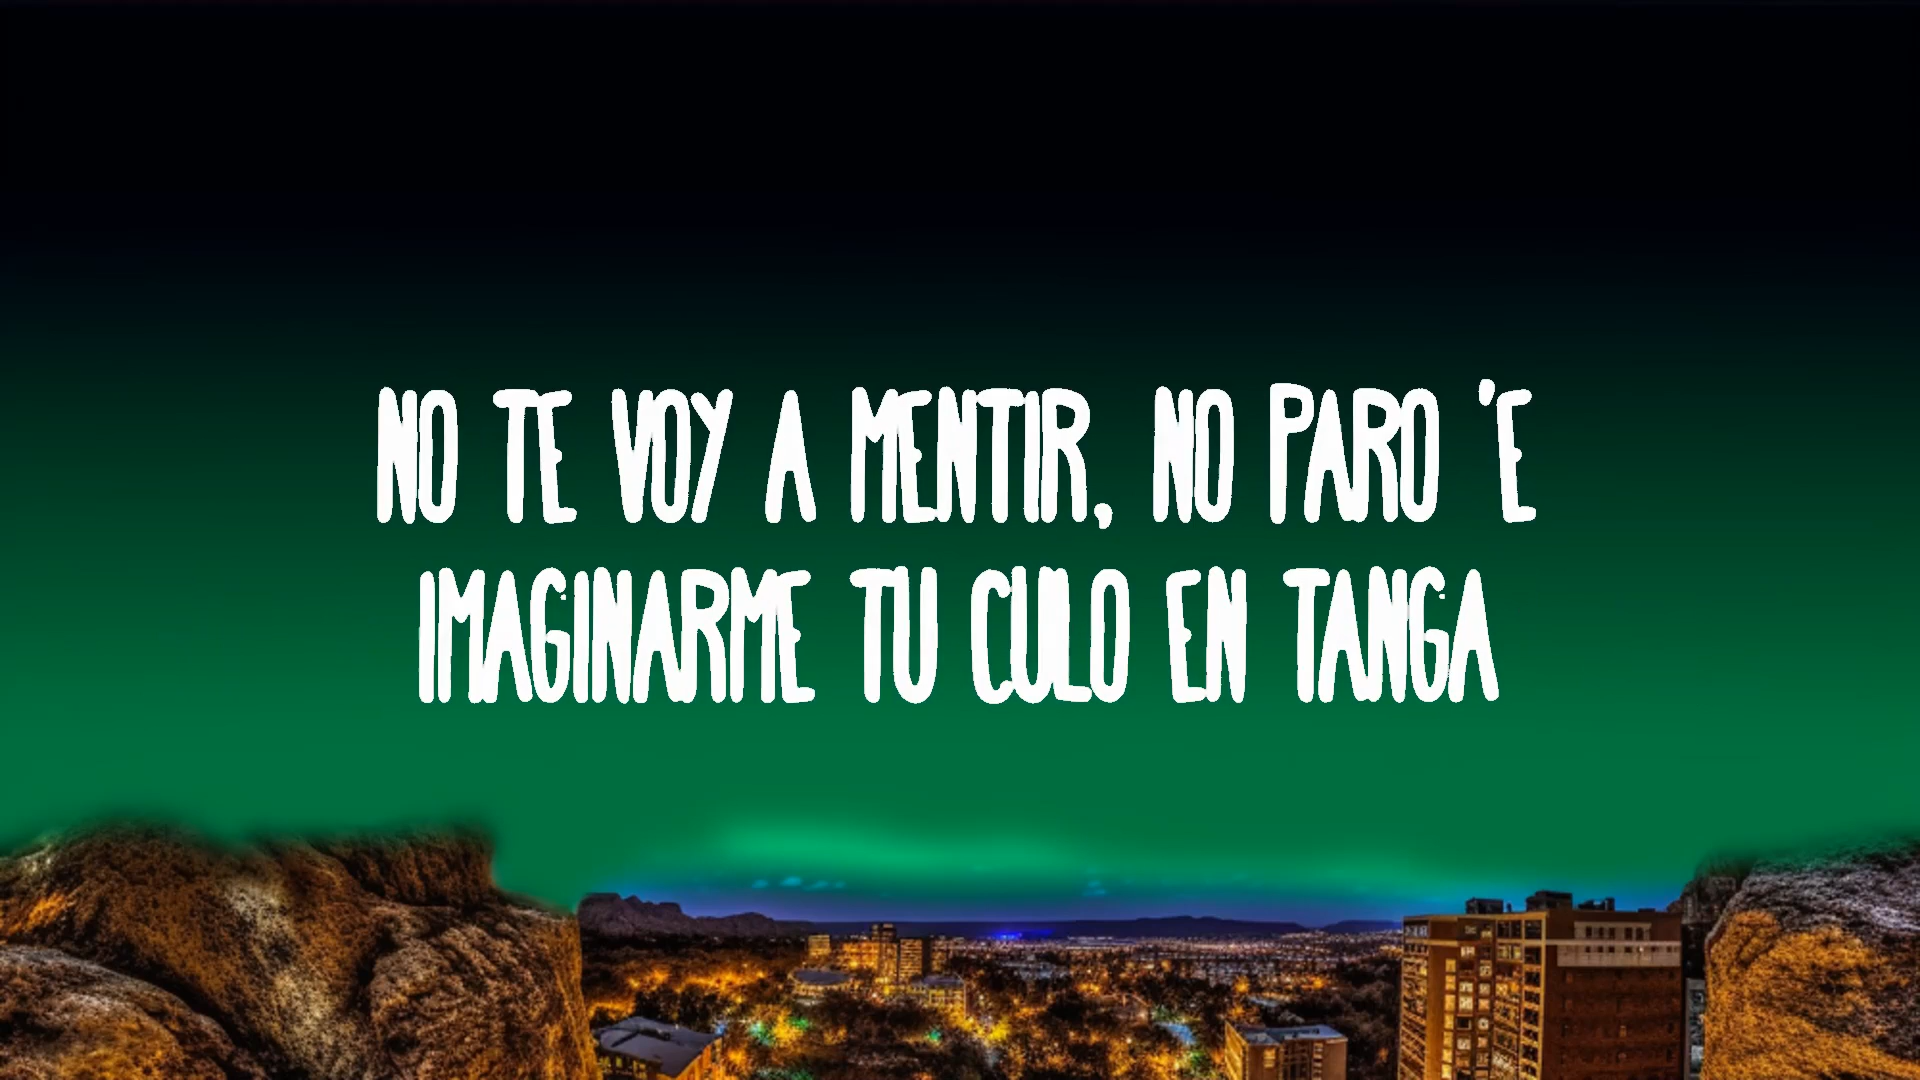 NO TE VOY A MENTIR, NO PARO 'E
IMAGINARME TU CULO EN TANGA